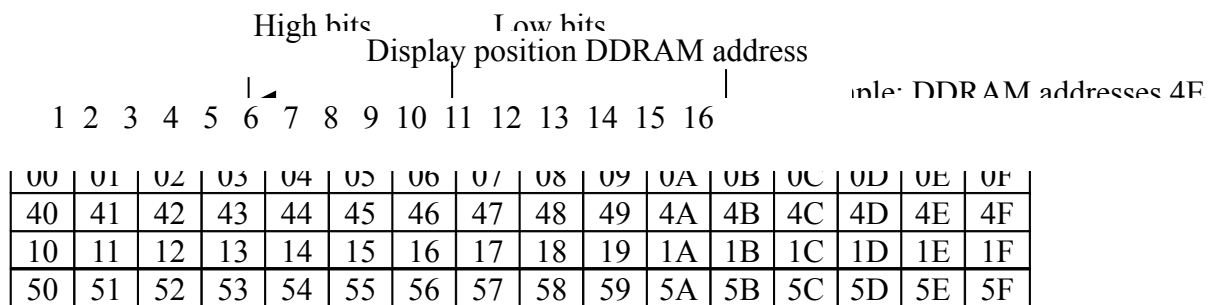 High bits Low bits
Display position DDRAM address
ple: DDRAM addresses 4F
1 2 3 4 5 6 7 8 9 10 11 12 13 14 15 16
00 01 02 03 04 05 06 07 08 09 0A 0B 0C 0D 0E 0F
40 41 42 43 44 45 46 47 48 49 4A 4B 4C 4D 4E 4F
10 11 12 13 14 15 16 17 18 19 1A 1B 1C 1D 1E 1F
50 51 52 53 54 55 56 57 58 59 5A 5B 5C 5D 5E 5F